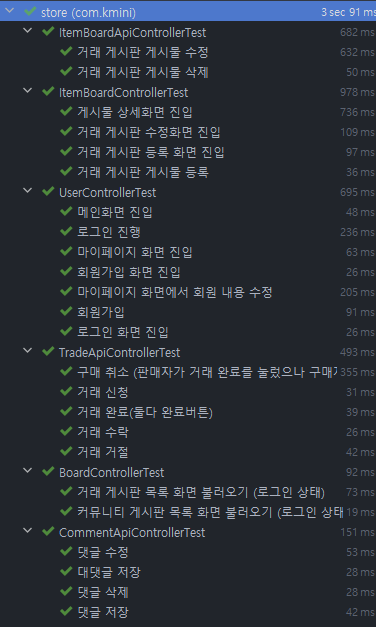 store (com.kmini) 3 sec 91 ms
ItemBoardApiControllerTest 682 ms
거래 게시판 게시물 수정 632 ms
거래 게시판 게시물 삭제 50 ms
ItemBoardControllerTest 978 ms
게시물 상세화면 진입 736 ms
거래 게시판 수정화면 진입 109 ms
거래 게시판 등록 화면 진입 97 ms
거래 게시판 게시물 등록 36 ms
UserControllerTest 695 ms
메인화면 진입 48 ms
로그인 진행 236 ms
마이페이지 화면 진입 63 ms
회원가입 화면 진입 26 ms
마이페이지 화면에서 회원 내용 수정 205 ms
회원가입 91 ms
로그인 화면 진입 26 ms
TradeApiControllerTest 493 ms
구매 취소 (판매자가 거래 완료를 눌렀으나 구매 355 ms
거래 신청 31 ms
거래 완료(둘다 완료버튼) 39 ms
거래 수락 26 ms
거래 거절 42 ms
BoardControllerTest 92 ms
거래 게시판 목록 화면 불러오기 (로그인 상태) 73 ms
커뮤니티 게시판 목록 화면 불러오기 (로그인 상태 19 ms
CommentApiControllerTest 151 ms
댓글 수정 53 ms
대댓글 저장 28 ms
댓글 삭제 28 ms
댓글 저장 42 ms